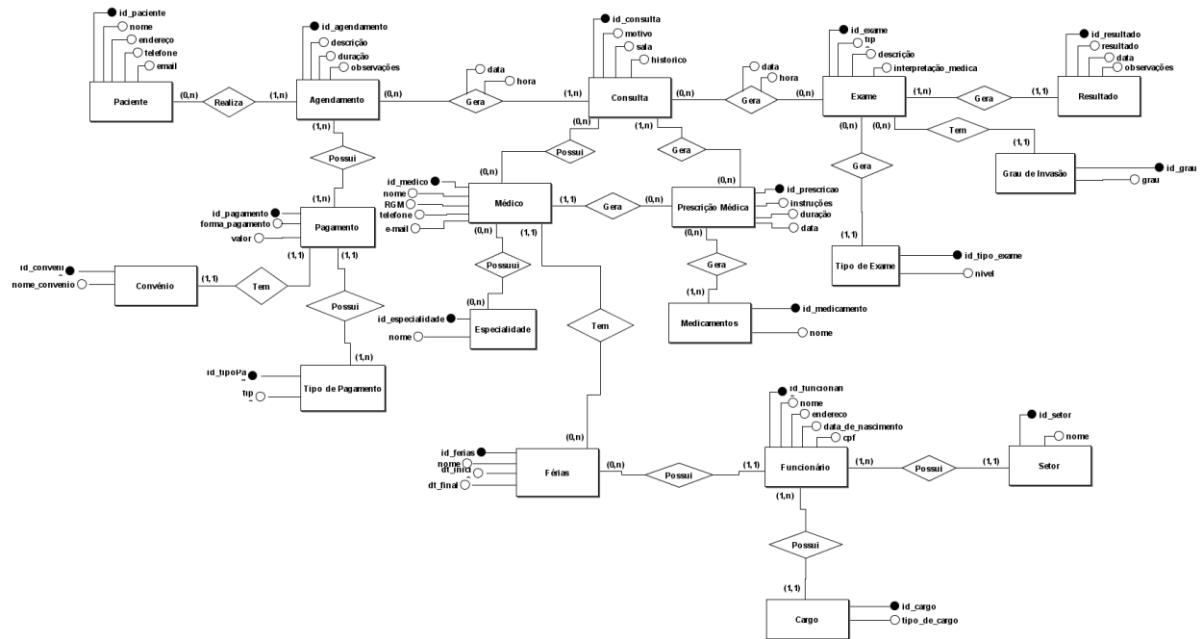 id_paciente
nome
endereço
telefone
email
Paciente
(0,n)
Realiza
(1,n)
id_agendamento
descrição
duração
observações
Agendamento
(0,n)
data
hora
Gera
(1,n)
id_consulta
motivo
sala
historico
Consulta
(0,n)
data
hora
Gera
(0,n)
id_exame
tip
descrição
interpretação_medica
Exame
(1,n)
Gera
(1,1)
id_resultado
resultado
data
observações
Resultado
(1,n)
Possui
(1,n)
(0,n)
Possui
(0,n)
(1,n)
Gera
(0,n)
(0,n)
Gera
(1,1)
(0,n)
Tem
(1,1)
Grau de Invasão
id_grau
grau
id_pagamento
forma_pagamento
valor
Pagamento
(1,1)
(1,1)
id_medico
nome
RGM
telefone
e-mail
Médico
(1,1)
Gera
(0,n)
Prescrição Médica
id_prescricao
instruções
duração
data
(0,n)
(1,1)
(0,n)
Tipo de Exame
id_tipo_exame
nivel
id_conveni
nome_convenio
Convênio
(1,1)
Tem
Possui
(1,n)
Possuui
(0,n)
Gera
(1,n)
id_especialidade
nome
Especialidade
Medicamentos
id_medicamento
nome
Tem
(0,n)
id_tipoPa
tip
Tipo de Pagamento
id_ferias
nome
dt_inici
dt_final
Férias
(0,n)
Possui
(1,1)
id_funcionari
nome
endereco
data_de_nascimento
cpf
Funcionário
(1,n)
Possui
(1,1)
id_setor
nome
Setor
(1,n)
Possui
(1,1)
Cargo
id_cargo
tipo_de_cargo